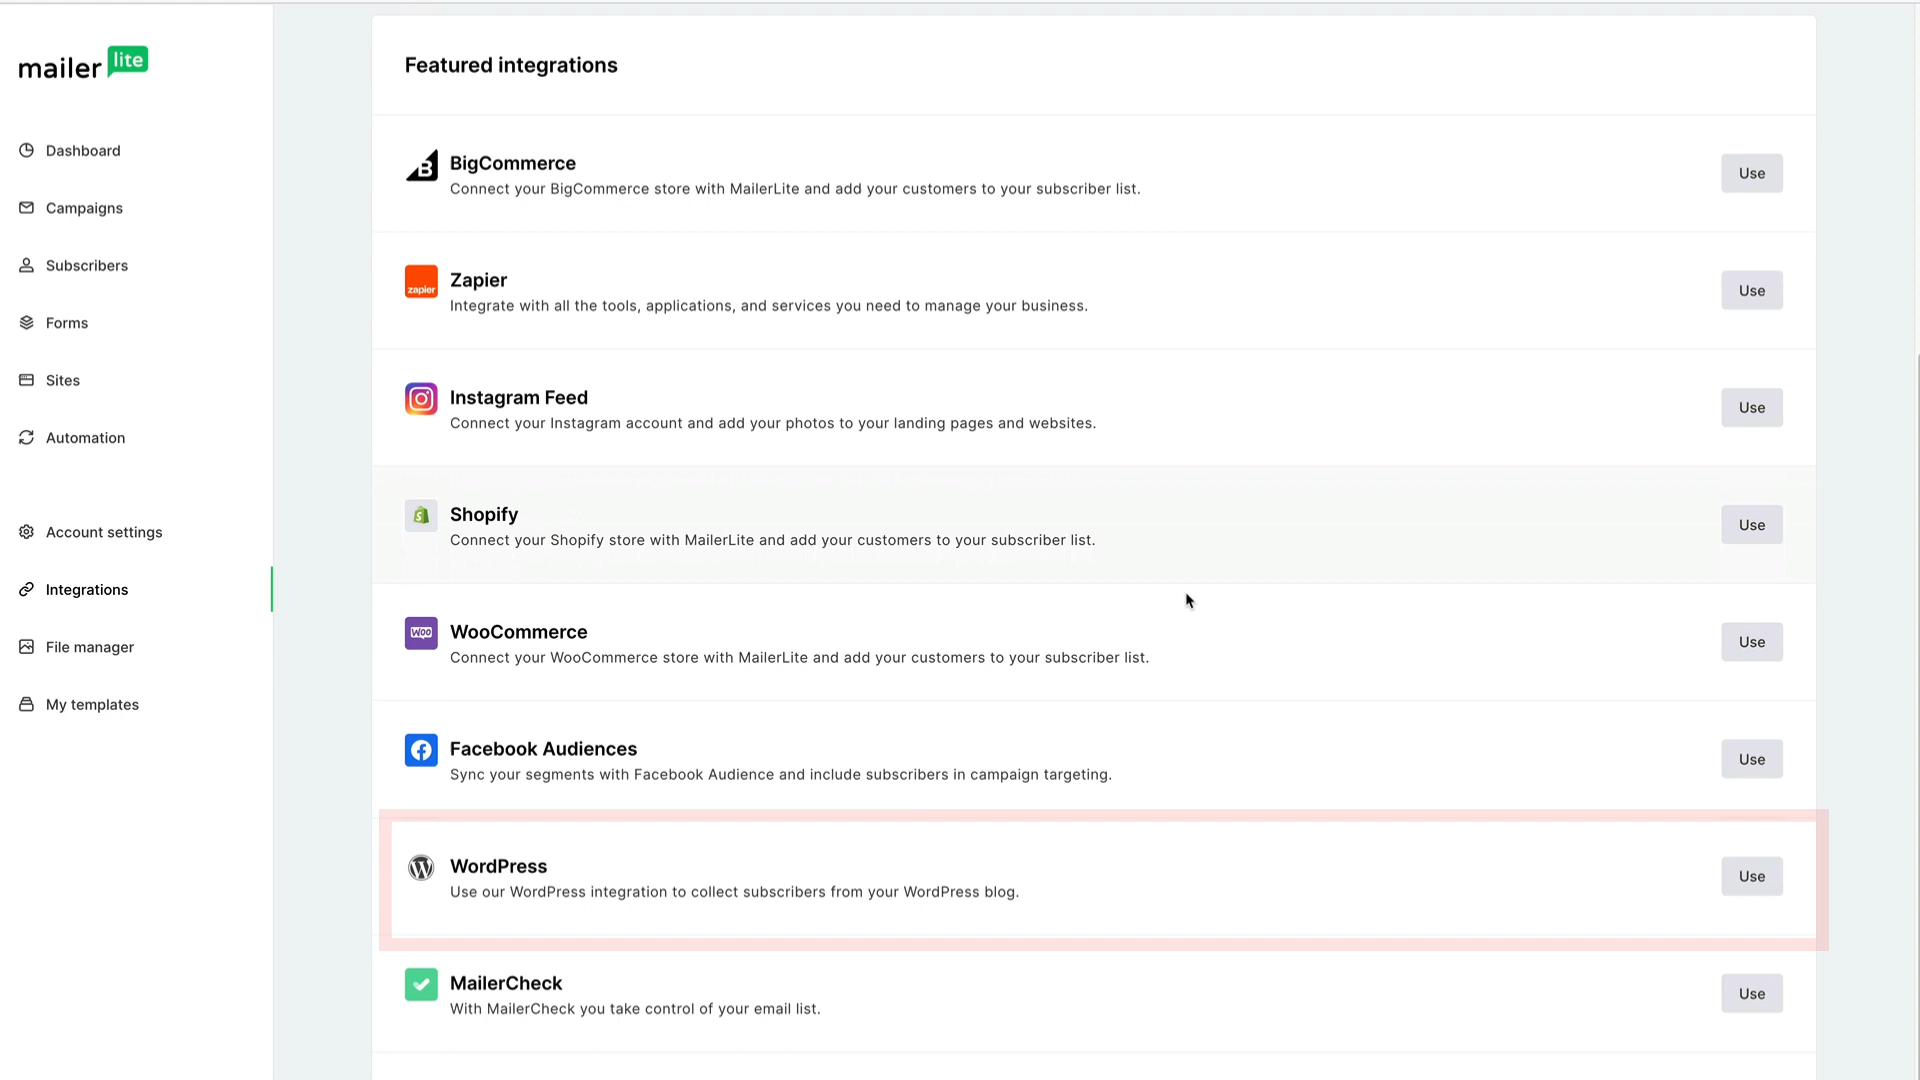 mailer lite
Dashboard
Campaigns
Subscribers
Forms
Sites
Automation
Account settings
Integrations
File manager
My templates
Featured integrations
B
BigCommerce
Connect your BigCommerce store with MailerLite and add your customers to your subscriber list.
Use
zapier
Zapier
Integrate with all the tools, applications, and services you need to manage your business.
Use
Instagram Feed
Connect your Instagram account and add your photos to your landing pages and websites.
Use
S
Shopify
Connect your Shopify store with MailerLite and add your customers to your subscriber list.
Use
Woo
WooCommerce
Connect your WooCommerce store with MailerLite and add your customers to your subscriber list.
Use
Facebook Audiences
Sync your segments with Facebook Audience and include subscribers in campaign targeting.
Use
W
WordPress
Use our WordPress integration to collect subscribers from your WordPress blog.
Use
MailerCheck
With MailerCheck you take control of your email list.
Use